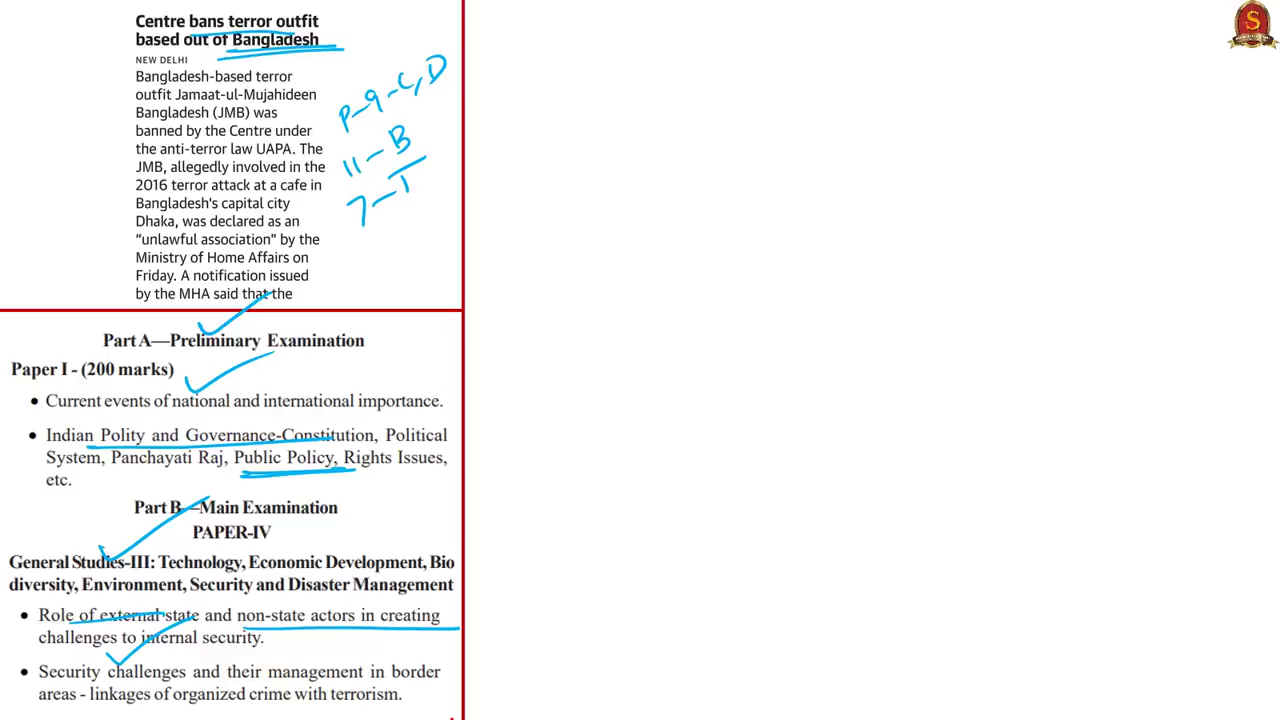 Centre bans terror outfit
based out of Bangladesh
NEW DELHI
Bangladesh-based terror
outfit Jamaat-ul-Mujahideen
Bangladesh (JMB) was
banned by the Centre under
the anti-terror law UAPA. The
JMB, allegedly involved in the
2016 terror attack at a cafe in
Bangladesh's capital city
Dhaka, was declared as an
“unlawful association” by the
Ministry of Home Affairs on
Friday. A notification issued
by the MHA said that the
P-9-C, D
11-B
7-T
Part A—Preliminary Examination
Paper I - (200 marks)
• Current events of national and international importance.
• Indian Polity and Governance-Constitution, Political
System, Panchayati Raj, Public Policy, Rights Issues,
etc.
Part B—Main Examination
PAPER-IV
General Studies-III: Technology, Economic Development, Bio
diversity, Environment, Security and Disaster Management
• Role of external state and non-state actors in creating
challenges to internal security.
• Security challenges and their management in border
areas - linkages of organized crime with terrorism.